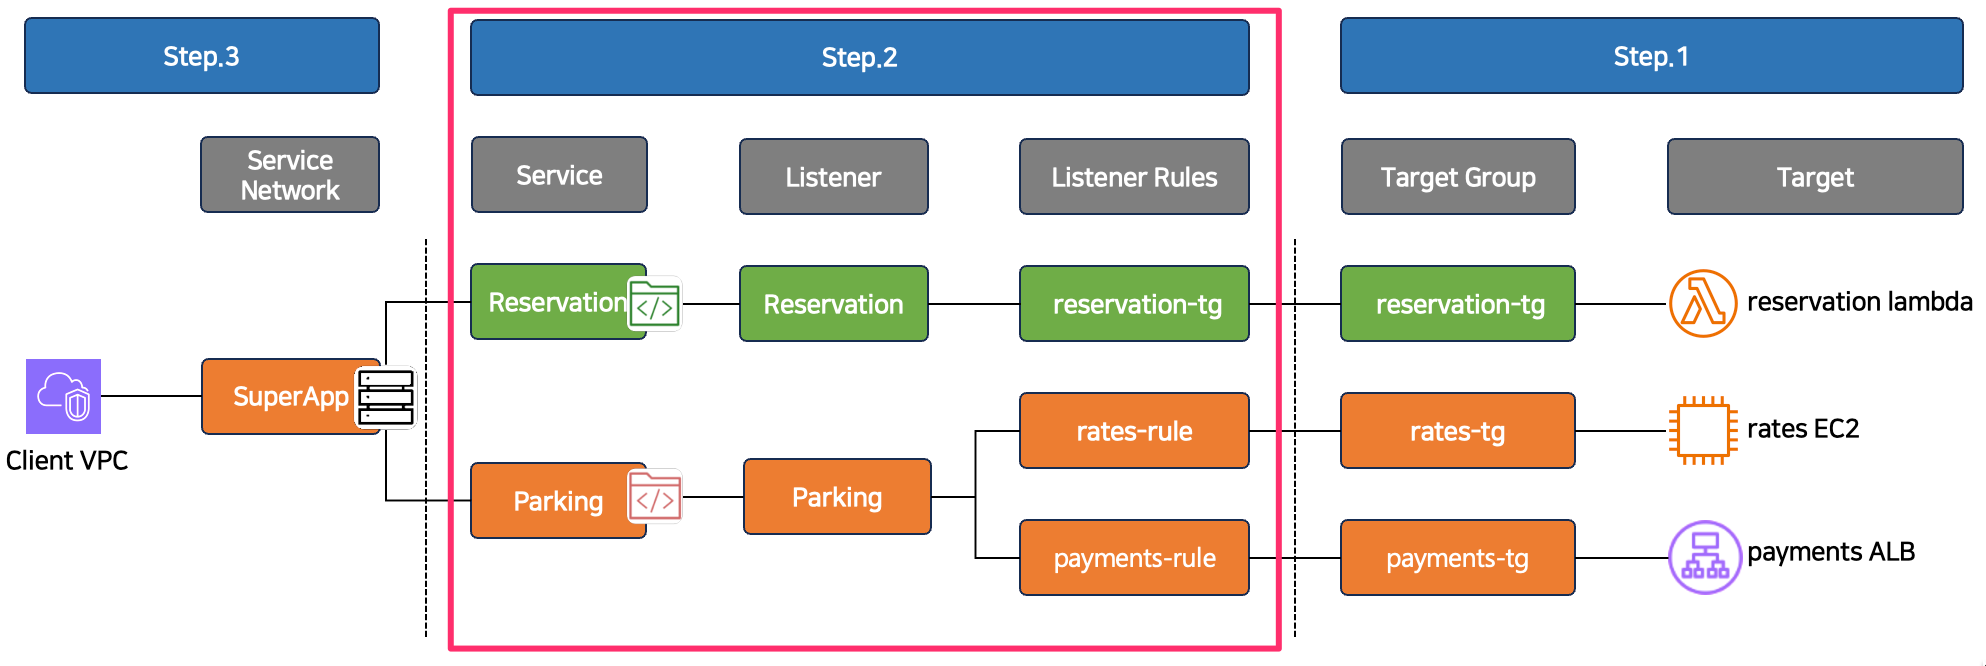 Step.3
Step.2
Step.1
Service
Network
Service
Listener
Listener Rules
Target Group
Target
Reservation
Reservation
reservation-tg
reservation-tg
reservation lambda
SuperApp
Client VPC
rates-rule
rates-tg
rates EC2
Parking
Parking
payments-rule
payments-tg
payments ALB